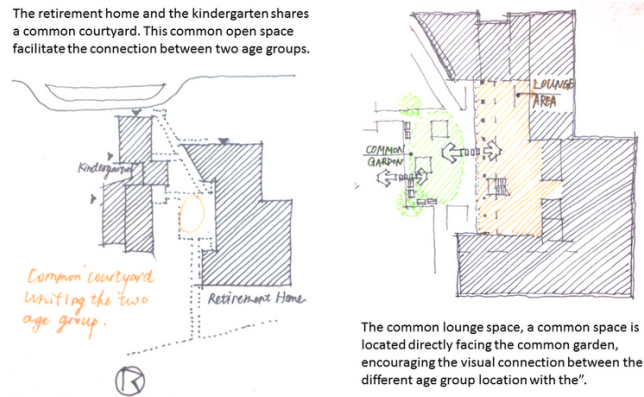 The retirement home and the kindergarten shares
a common courtyard. This common open space
facilitate the connection between two age groups.
Kindergarten
Common courtyard
uniting the two
age group.
Retirement Home
LOUNGE
AREA
COMMON
GARDON
The common lounge space, a common space is
located directly facing the common garden,
encouraging the visual connection between the
different age group location with the”.